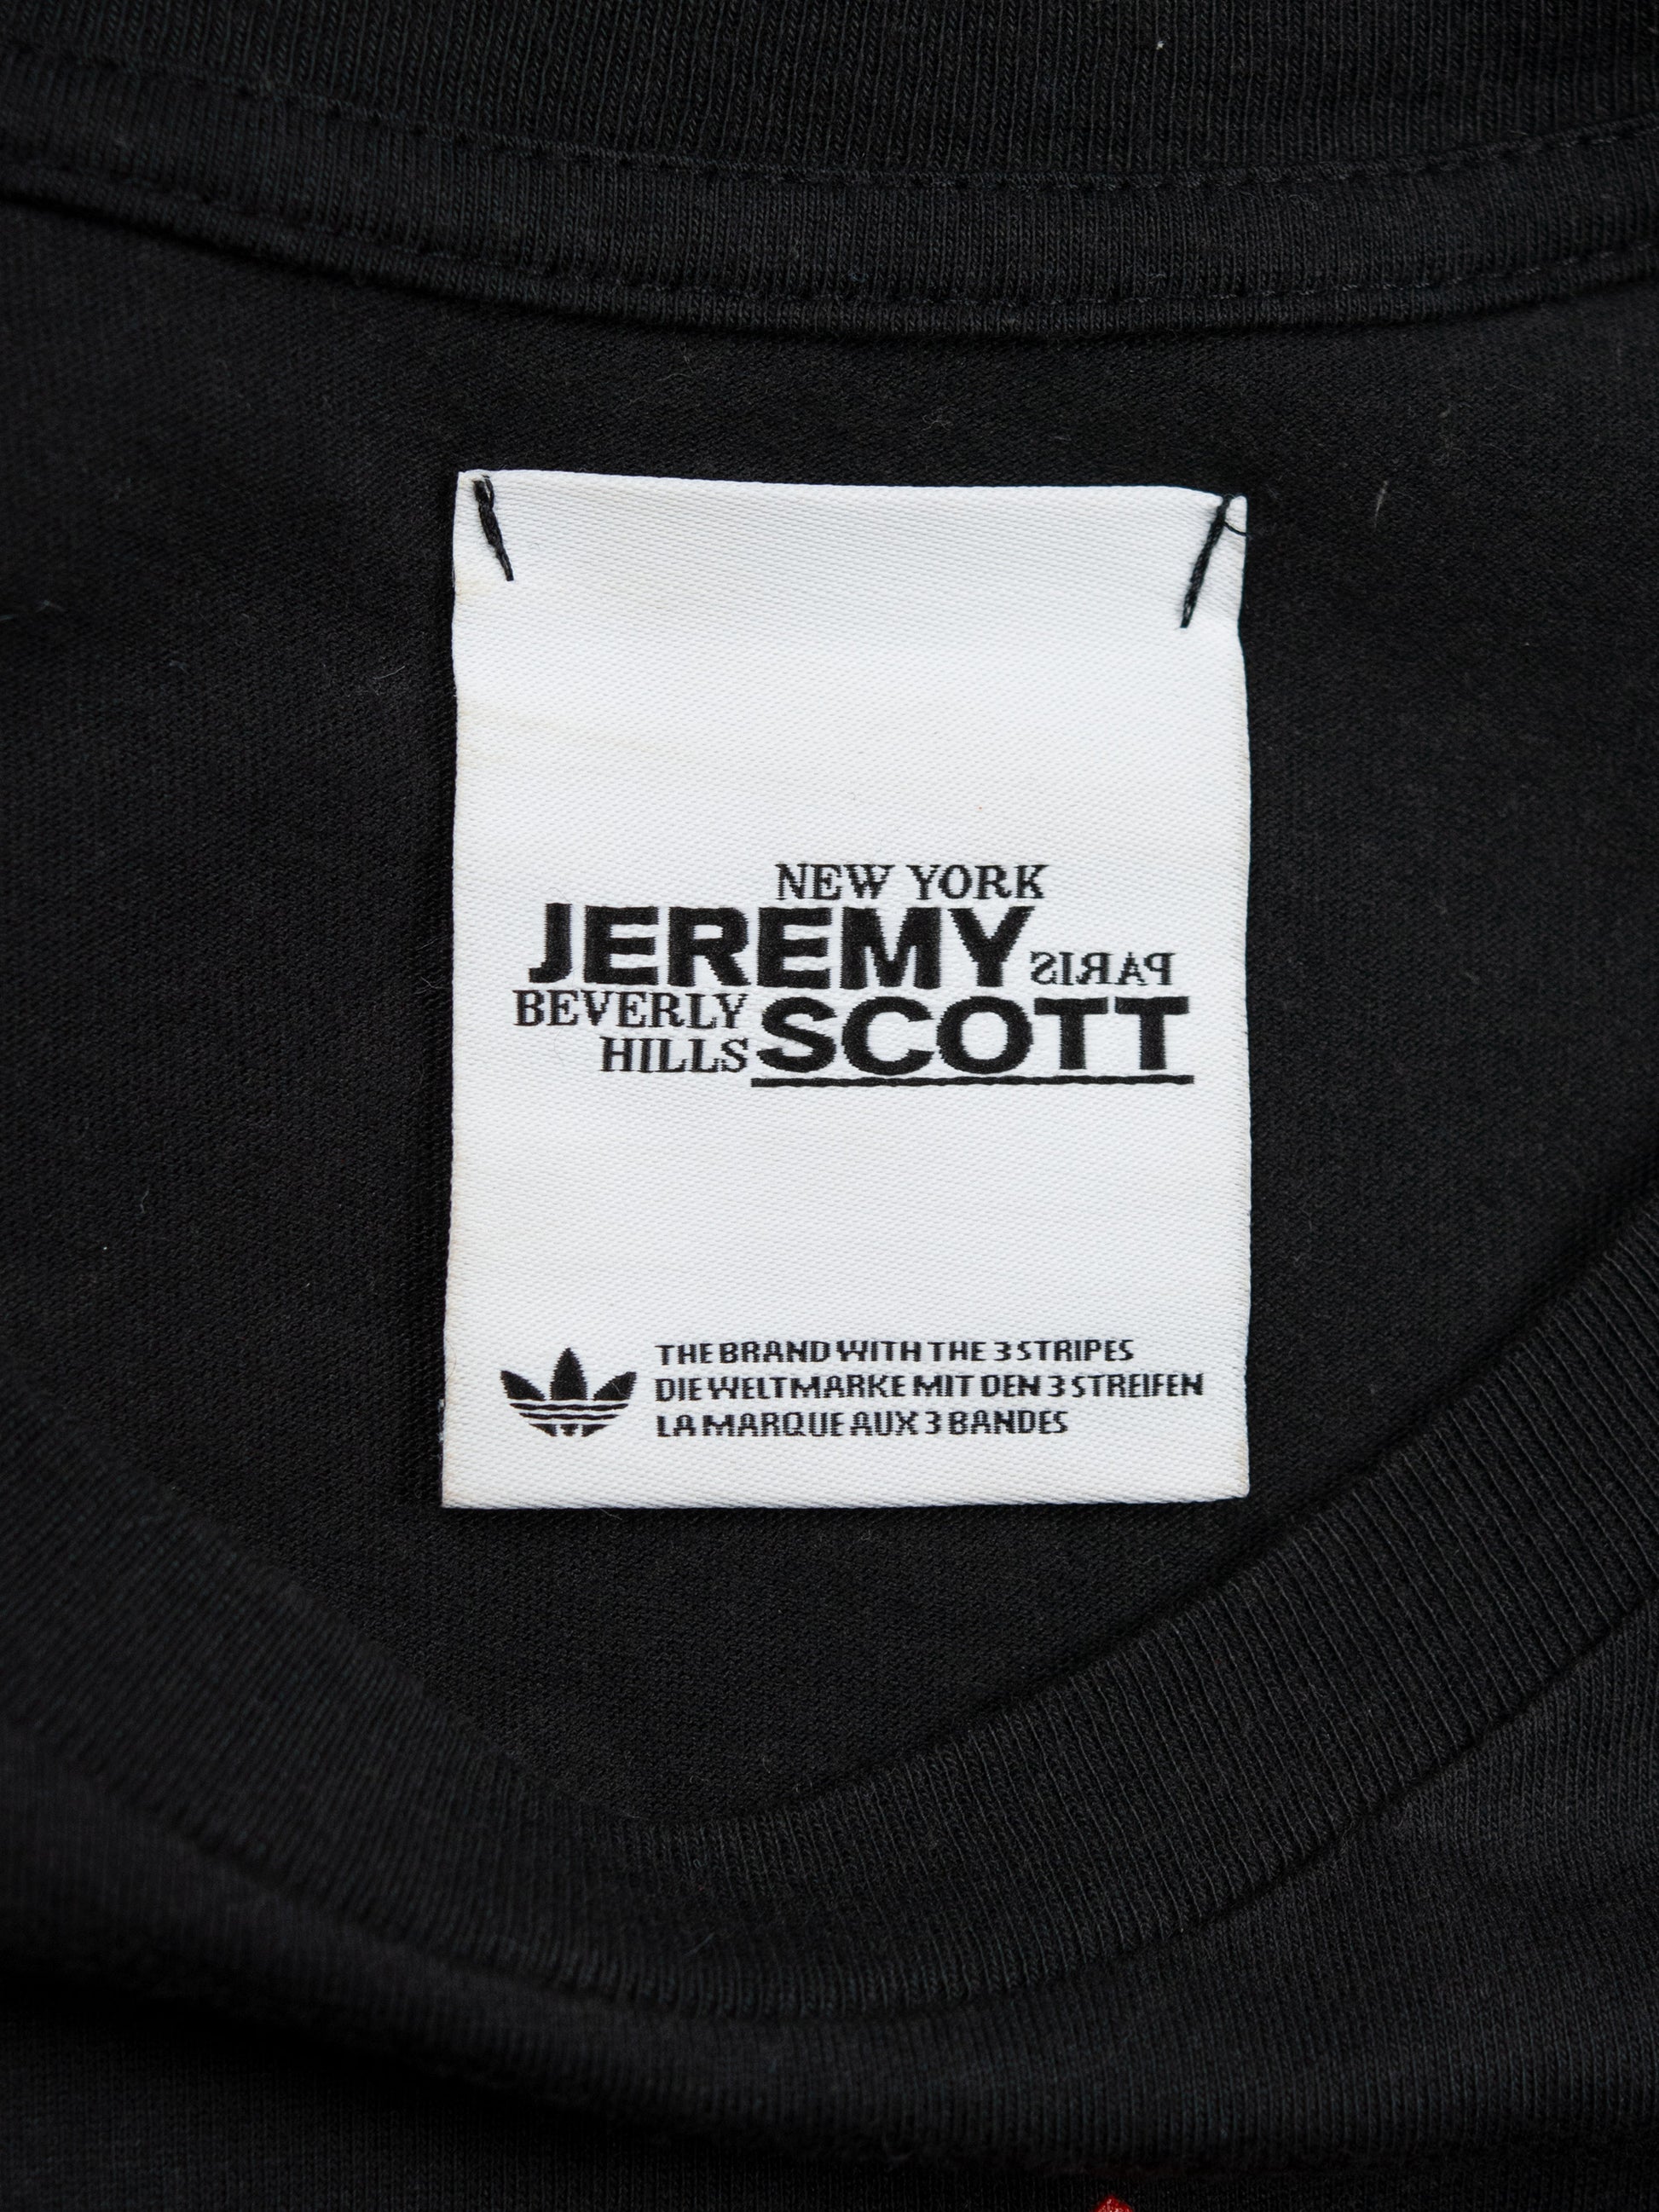 NEW YORK
JEREMY PARIS
BEVERLY HILLS SCOTT
THE BRAND WITH THE 3 STRIPES
DIE WELTMARKE MIT DEN 3 STREIFEN
LA MARQUE AUX 3 BANDES